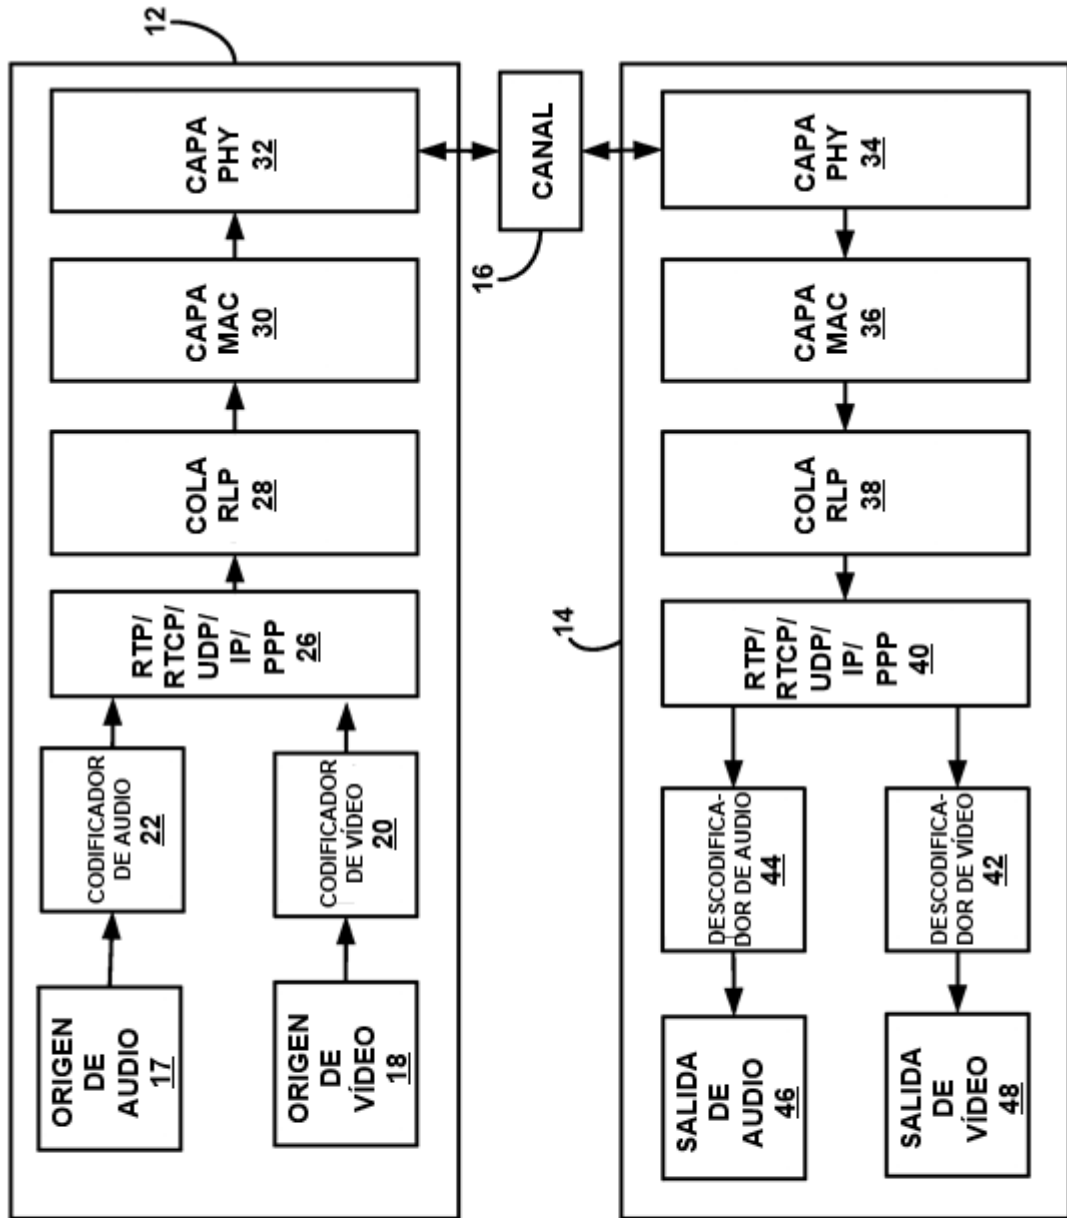 12
ORIGEN
DE
AUDIO
17
CODIFICADOR
DE AUDIO
22
RTP/
RTCP/
UDP/
IP/
PPP
26
COLA
RLP
28
CAPA
MAC
30
CAPA
PHY
32
ORIGEN
DE
VÍDEO
18
CODIFICADOR
DE VÍDEO
20
16
CANAL
14
SALIDA
DE
AUDIO
46
DESCODIFICA-
DOR DE AUDIO
44
RTP/
RTCP/
UDP/
IP/
PPP
40
COLA
RLP
38
CAPA
MAC
36
CAPA
PHY
34
SALIDA
DE
VÍDEO
48
DESCODIFICA-
DOR DE VÍDEO
42